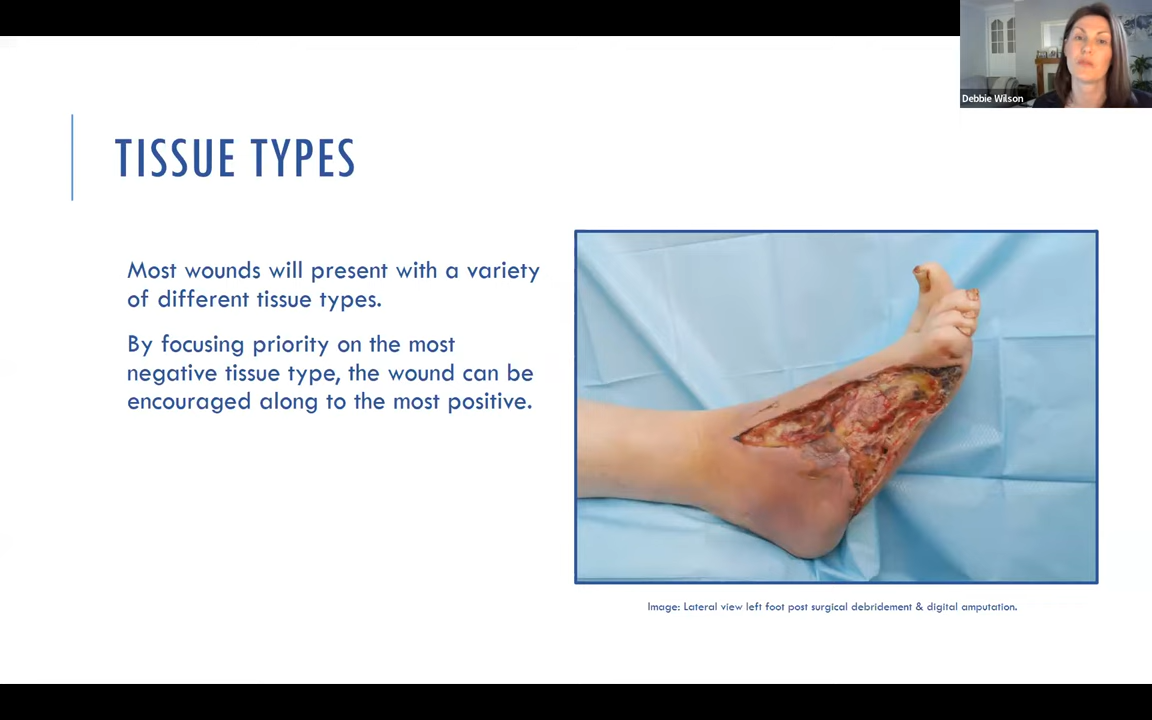 Debbie Wilson
TISSUE TYPES
Most wounds will present with a variety
of different tissue types.
By focusing priority on the most
negative tissue type, the wound can be
encouraged along to the most positive.
Image: Lateral view left foot post surgical debridement & digital amputation.